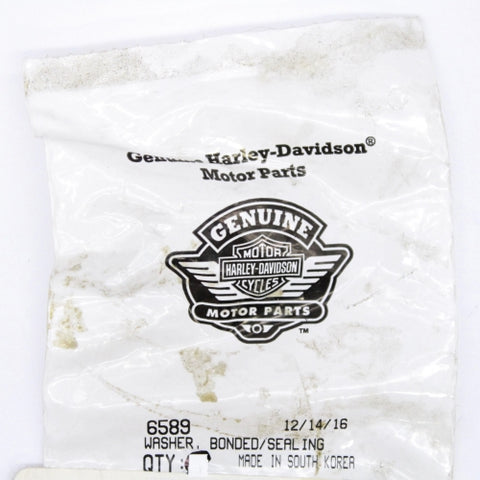 Genuine Harley-Davidson®
Motor Parts
GENUINE
MOTOR
HARLEY-DAVIDSON
CYCLES
MOTOR PARTS
TM
6589 12/14/16
WASHER, BONDED/SEALING
QTY: MADE IN SOUTH KOREA